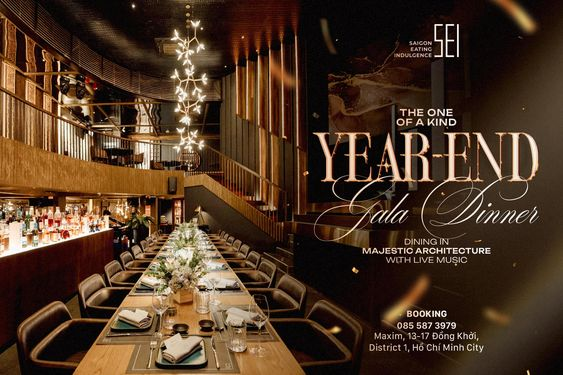 SAIGON
EATING
INDULGENCE
SEI
THE ONE
OF A KIND
YEAR-END
Gala Dinner
DINING IN
MAJESTIC ARCHITECTURE
WITH LIVE MUSIC
BOOKING
085 587 3979
Maxim, 13-17 Đồng Khởi,
District 1, Hồ Chí Minh City